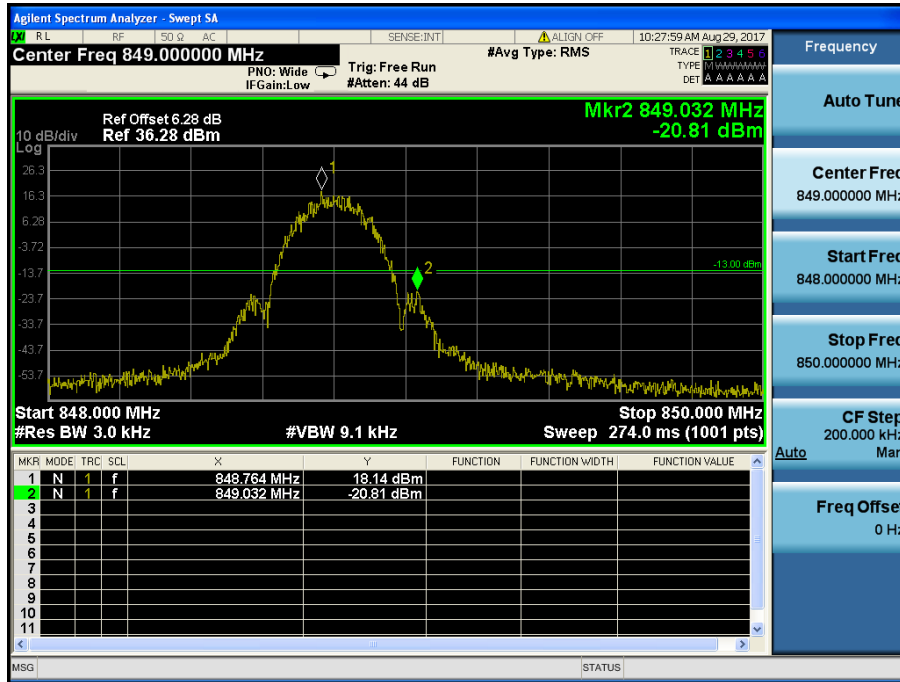 Agilent Spectrum Analyzer - Swept SA
LXI RL RF 50 Ω AC SENSE:INT ALIGN OFF 10:27:59 AM Aug 29, 2017
Center Freq 849.000000 MHz #Avg Type: RMS TRACE 1 2 3 4 5 6
PNO: Wide Trig: Free Run TYPE M WWWWW
IFGain:Low #Atten: 44 dB DET A A A A A A
Mkr2 849.032 MHz
Ref Offset 6.28 dB
10 dB/div Ref 36.28 dBm -20.81 dBm
Log
1
26.3
16.3
6.28
-3.72
-13.00 dBm
2
-13.7
-23.7
-33.7
-43.7
-53.7
Start 848.000 MHz Stop 850.000 MHz
#Res BW 3.0 kHz #VBW 9.1 kHz Sweep 274.0 ms (1001 pts)
MKR MODE TRC SCL X Y FUNCTION FUNCTION WIDTH FUNCTION VALUE
1 N 1 f 848.764 MHz 18.14 dBm
2 N 1 f 849.032 MHz -20.81 dBm
3
4
5
6
7
8
9
10
11
MSG STATUS
Frequency
Auto Tune
Center Freq
849.000000 MHz
Start Freq
848.000000 MHz
Stop Freq
850.000000 MHz
CF Step
200.000 kHz
Auto Man
Freq Offset
0 Hz